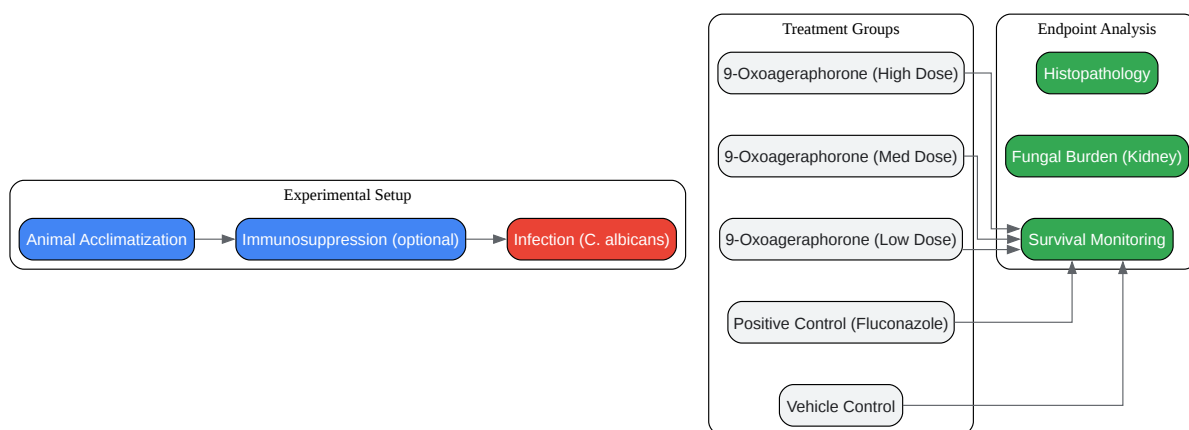 Experimental Setup
Animal Acclimatization
Immunosuppression (optional)
Infection (C. albicans)
Treatment Groups
9-Oxoageraphorone (High Dose)
9-Oxoageraphorone (Med Dose)
9-Oxoageraphorone (Low Dose)
Positive Control (Fluconazole)
Vehicle Control
Endpoint Analysis
Histopathology
Fungal Burden (Kidney)
Survival Monitoring